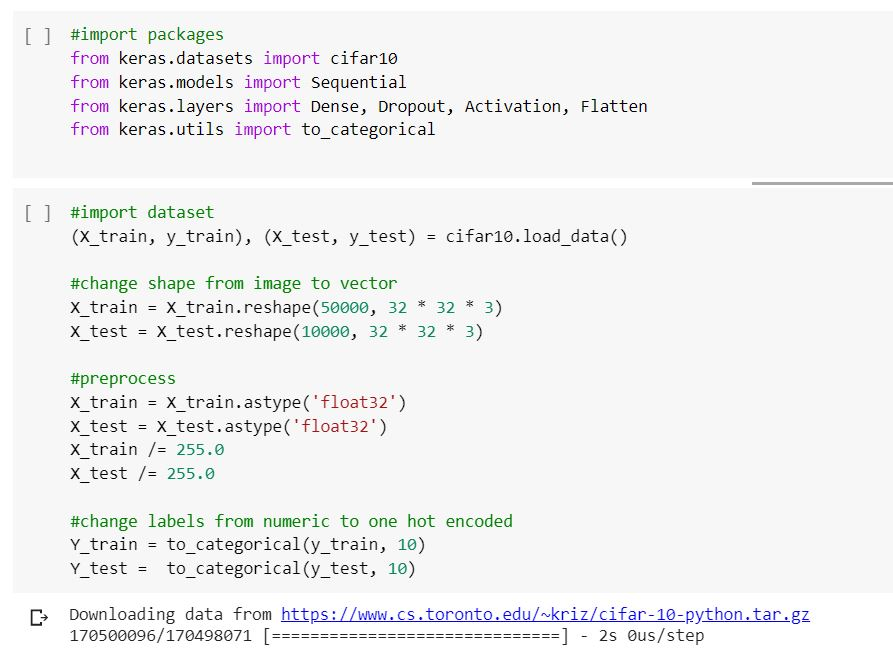 [ ] #import packages
from keras.datasets import cifar10
from keras.models import Sequential
from keras.layers import Dense, Dropout, Activation, Flatten
from keras.utils import to_categorical
[ ] #import dataset
(X_train, y_train), (X_test, y_test) = cifar10.load_data()
#change shape from image to vector
X_train = X_train.reshape(50000, 32 * 32 * 3)
X_test = X_test.reshape(10000, 32 * 32 * 3)
#preprocess
X_train = X_train.astype('float32')
X_test = X_test.astype('float32')
X_train /= 255.0
X_test /= 255.0
#change labels from numeric to one hot encoded
Y_train = to_categorical(y_train, 10)
Y_test =  to_categorical(y_test, 10)
Downloading data from https://www.cs.toronto.edu/~kriz/cifar-10-python.tar.gz
170500096/170498071 [==============================] - 2s 0us/step